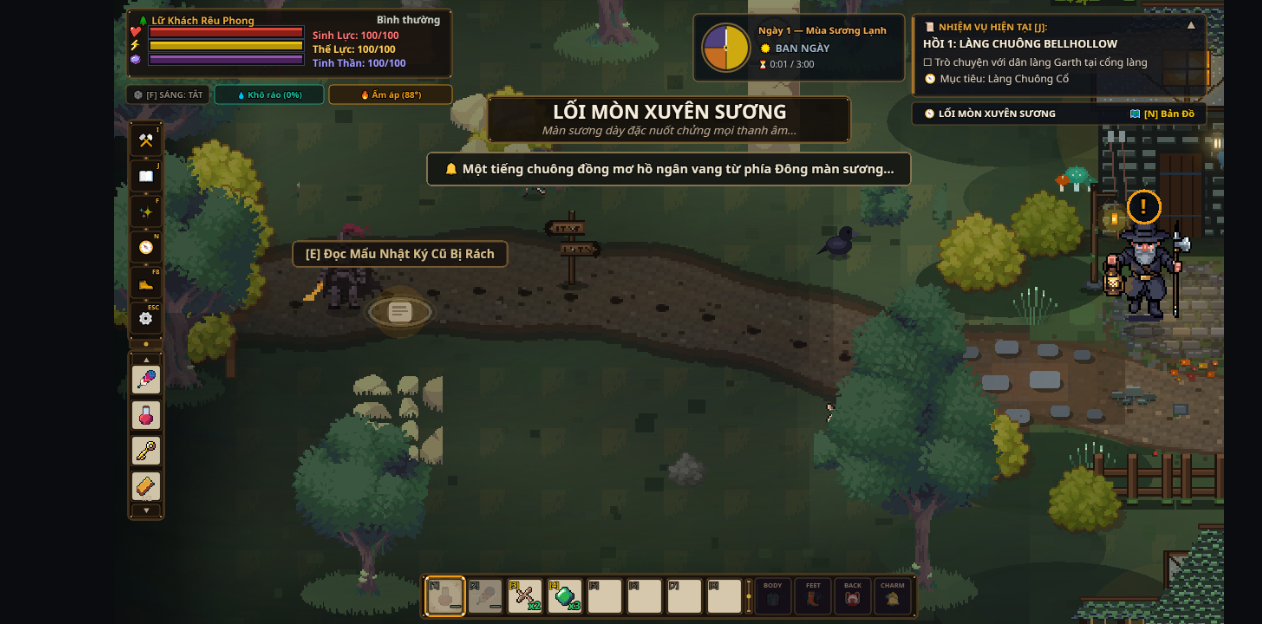 Lữ Khách Rêu Phong
Bình thường
Sinh Lực: 100/100
Thể Lực: 100/100
Tinh Thần: 100/100
[F] SÁNG: TẮT
Khô ráo (0%)
Ấm áp (88°)
Ngày 1 — Mùa Sương Lạnh
BAN NGÀY
0:01 / 3:00
NHIỆM VỤ HIỆN TẠI [J]:
HỒI 1: LÀNG CHUÔNG BELLHOLLOW
☐ Trò chuyện với dân làng Garth tại cổng làng
Mục tiêu: Làng Chuông Cổ
LỐI MÒN XUYÊN SƯƠNG
[N] Bản Đồ
LỐI MÒN XUYÊN SƯƠNG
Màn sương dày đặc nuốt chửng mọi thanh âm...
Một tiếng chuông đồng mơ hồ ngân vang từ phía Đông màn sương...
[E] Đọc Mẩu Nhật Ký Cũ Bị Rách
!
I
J
F
N
F8
ESC
x2
x3
BODY
FEET
BACK
CHARM